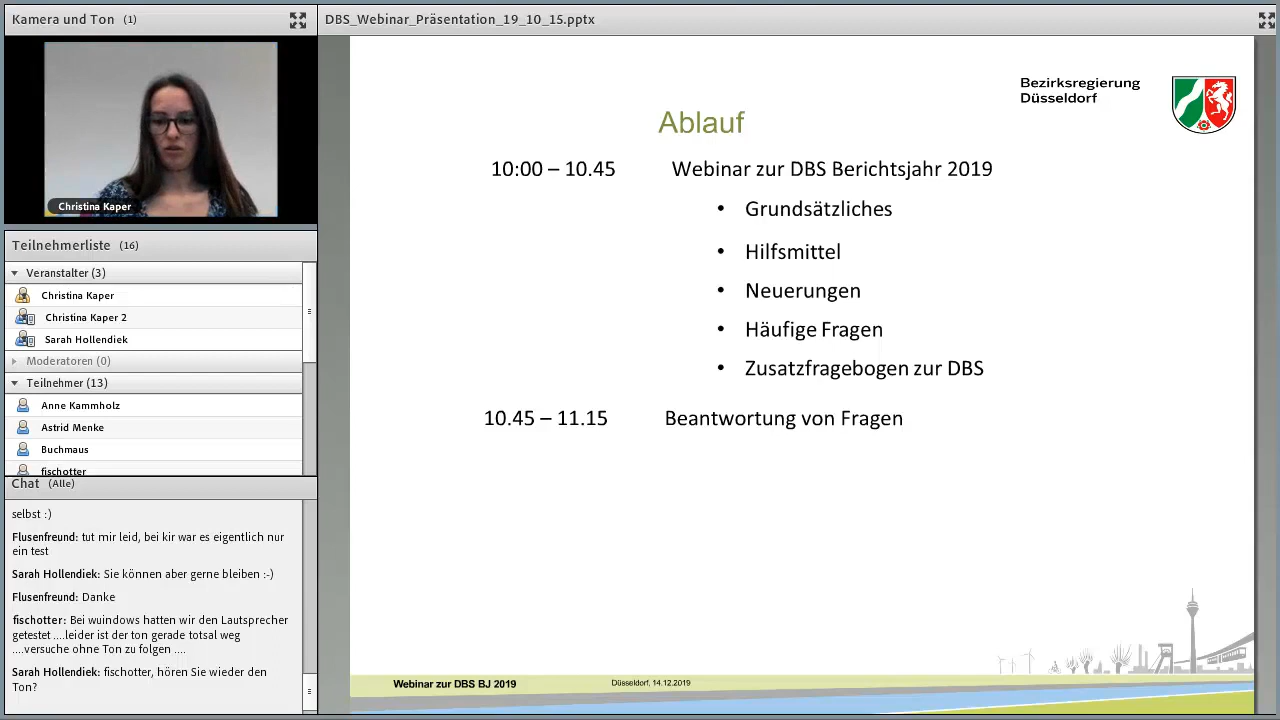 Kamera und Ton (1)
Christina Kaper
Teilnehmerliste (16)
Veranstalter (3)
Christina Kaper
Christina Kaper 2
Sarah Hollendiek
Moderatoren (0)
Teilnehmer (13)
Anne Kammholz
Astrid Menke
Buchmaus
fischotter
Chat (Alle)
selbst :)
Flusenfreund: tut mir leid, bei kir war es eigentlich nur
ein test
Sarah Hollendiek: Sie können aber gerne bleiben :-)
Flusenfreund: Danke
fischotter: Bei wuindows hatten wir den Lautsprecher
getestet ....leider ist der ton gerade totsal weg
....versuche ohne Ton zu folgen ....
Sarah Hollendiek: fischotter, hören Sie wieder den
Ton?
DBS_Webinar_Präsentation_19_10_15.pptx
Bezirksregierung
Düsseldorf
Ablauf
10:00 – 10.45 Webinar zur DBS Berichtsjahr 2019
• Grundsätzliches
• Hilfsmittel
• Neuerungen
• Häufige Fragen
• Zusatzfragebogen zur DBS
10.45 – 11.15 Beantwortung von Fragen
Webinar zur DBS BJ 2019 Düsseldorf, 14.12.2019